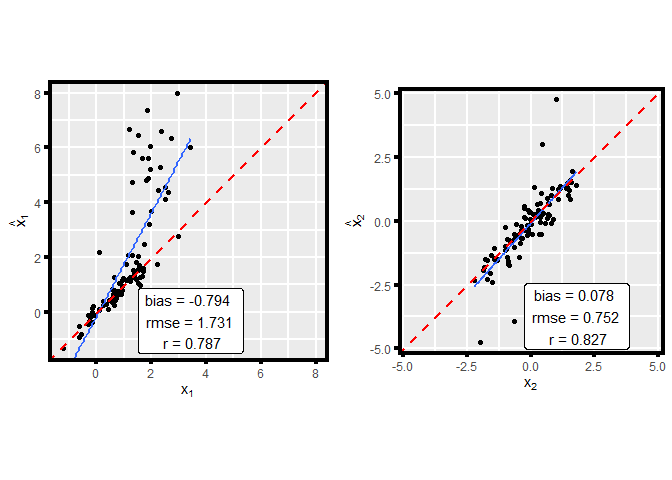 8
6
4
2
0
x̂₁
bias = -0.794
rmse = 1.731
r = 0.787
0 2 4 6 8
x₁
5.0
2.5
0.0
-2.5
-5.0
x̂₂
bias = 0.078
rmse = 0.752
r = 0.827
-5.0 -2.5 0.0 2.5 5.0
x₂